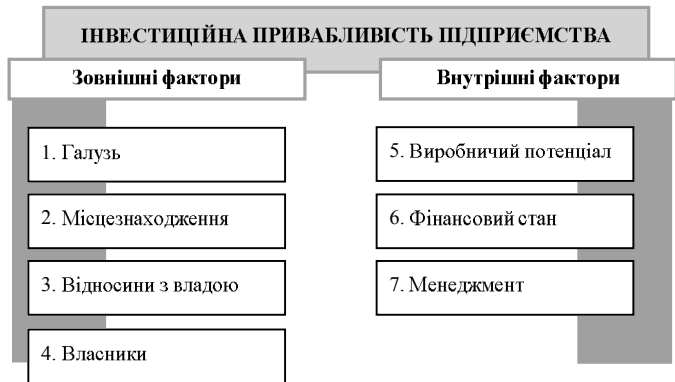 ІНВЕСТИЦІЙНА ПРИВАБЛИВІСТЬ ПІДПРИЄМСТВА
Зовнішні фактори
1. Галузь
2. Місцезнаходження
3. Відносини з владою
4. Власники
Внутрішні фактори
5. Виробничий потенціал
6. Фінансовий стан
7. Менеджмент